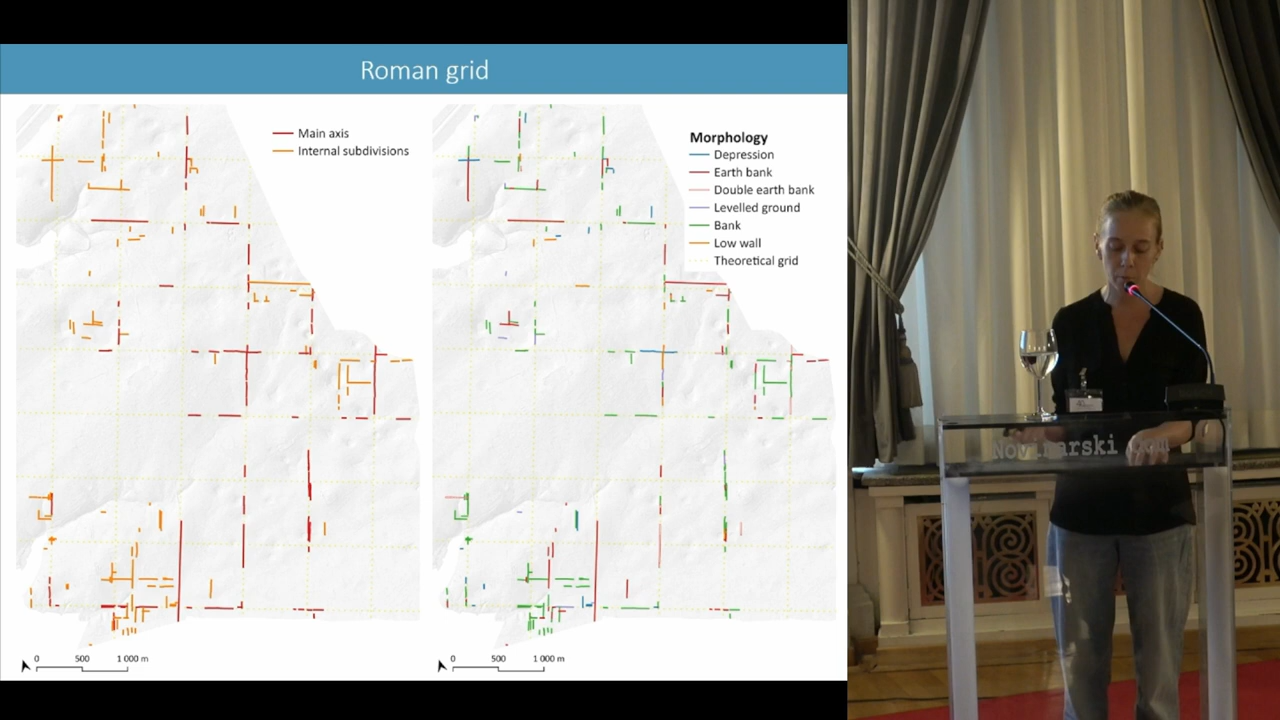 Roman grid
Main axis
Internal subdivisions
0 500 1 000 m
Morphology
Depression
Earth bank
Double earth bank
Levelled ground
Bank
Low wall
Theoretical grid
0 500 1 000 m